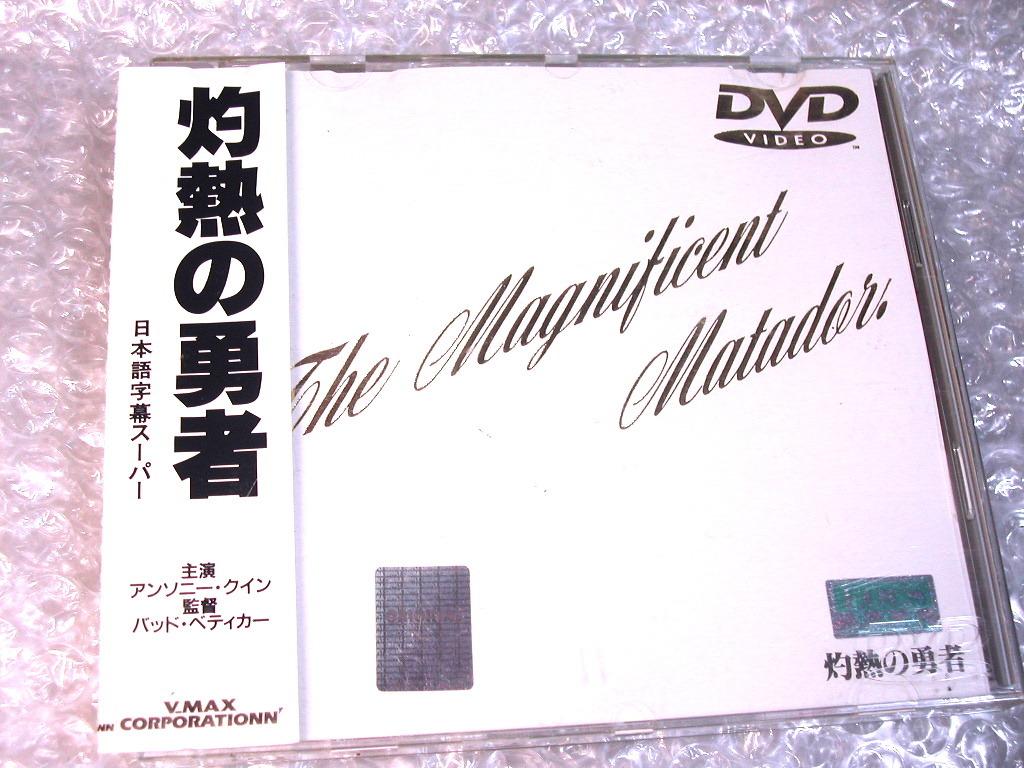 灼熱の勇者
日本語字幕スーパー
主演
アンソニー・クイン
監督
バッド・ベティカー
V.MAX
CORPORATIONN
DVD
VIDEO
TM
The Magnificent
Matador.
灼熱の勇者